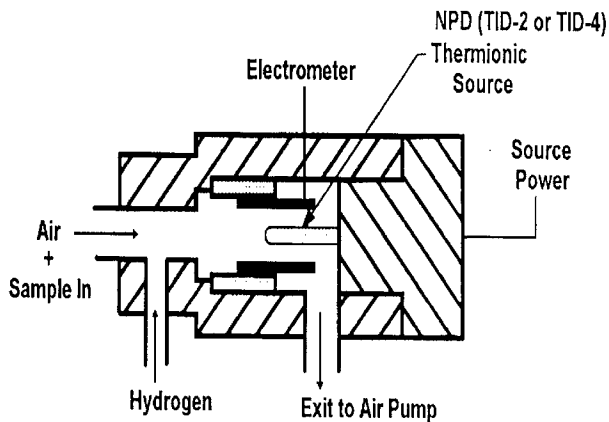 NPD (TID-2 or TID-4)
Thermionic
Source
Electrometer
Source
Power
Air
+
Sample In
Hydrogen
Exit to Air Pump